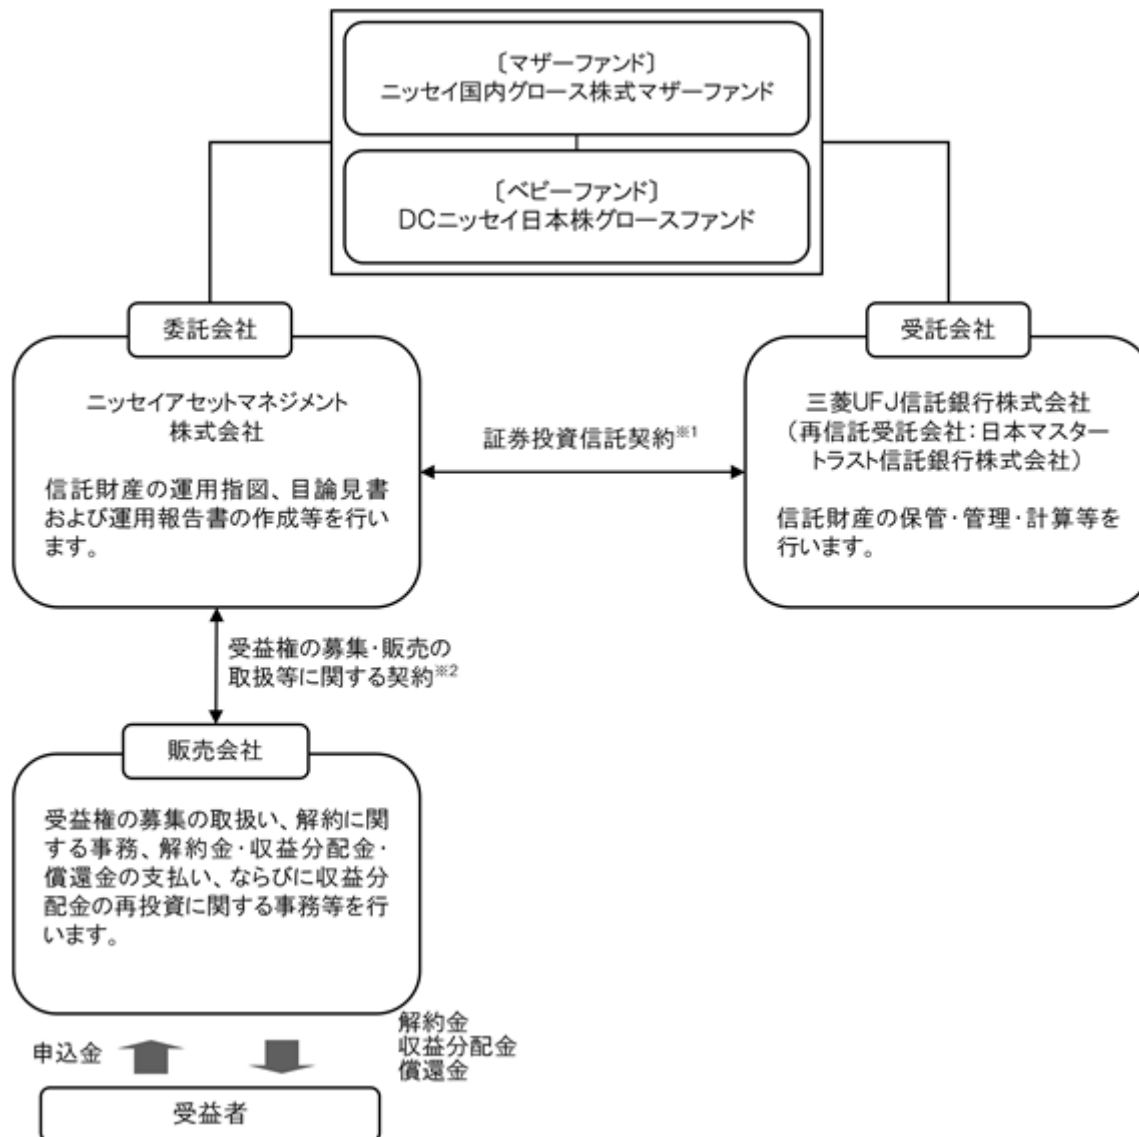 〔マザーファンド〕
ニッセイ国内グロース株式マザーファンド
〔ベビーファンド〕
DCニッセイ日本株グロースファンド
委託会社
ニッセイアセットマネジメント
株式会社
信託財産の運用指図、目論見書
および運用報告書の作成等を行い
ます。
証券投資信託契約※1
受託会社
三菱UFJ信託銀行株式会社
（再信託受託会社：日本マスター
トラスト信託銀行株式会社）
信託財産の保管・管理・計算等を
行います。
受益権の募集・販売の
取扱等に関する契約※2
販売会社
受益権の募集の取扱い、解約に関
する事務、解約金・収益分配金・
償還金の支払い、ならびに収益分
配金の再投資に関する事務等を行
います。
申込金
解約金
収益分配金
償還金
受益者